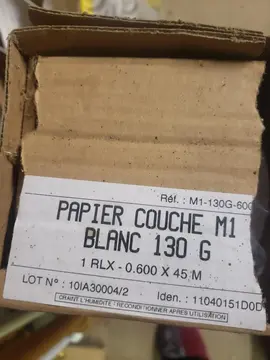 Réf. : M1-130G-600
PAPIER COUCHE M1
BLANC 130 G
1 RLX - 0.600 X 45 M
LOT N° : 10IA30004/2
Iden. : 11040151D0D
CRAINT L'HUMIDITE : RECONDITIONNER APRES UTILISATION